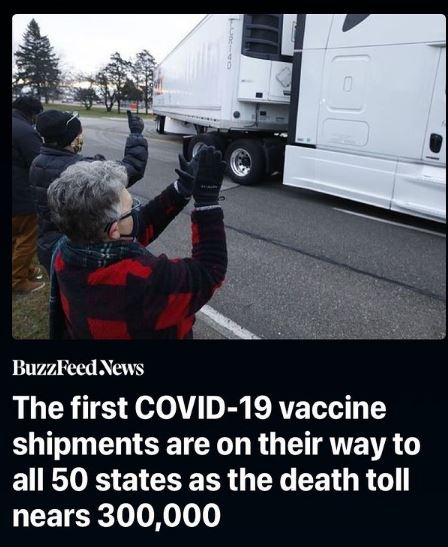 BuzzFeed News
The first COVID-19 vaccine
shipments are on their way to
all 50 states as the death toll
nears 300,000